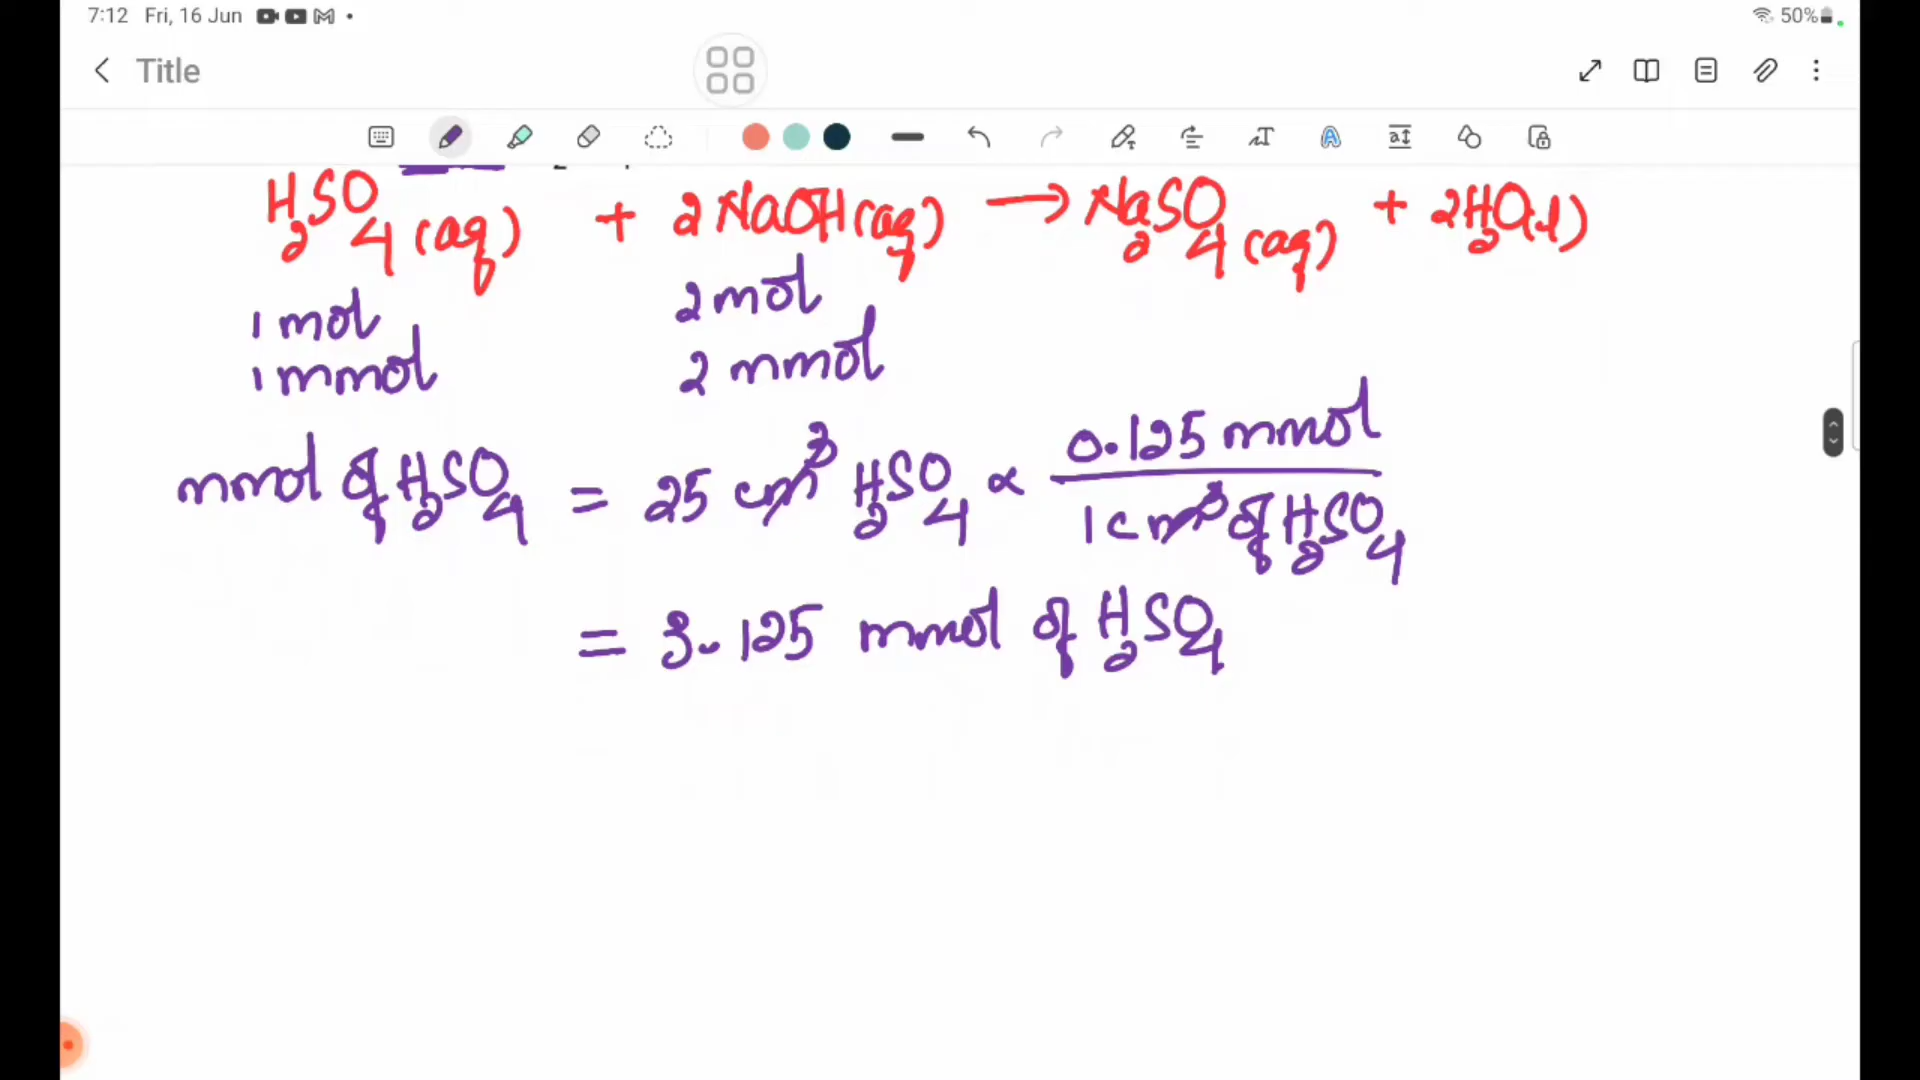 7:12 Fri, 16 Jun 50%
Title
H₂SO₄(aq) + 2NaOH(aq) → Na₂SO₄(aq) + 2H₂O(l)
1 mol 2 mol
1 mmol 2 mmol
mmol of H₂SO₄ = 25 cm³ H₂SO₄ × 0.125 mmol
1 cm³ of H₂SO₄
= 3.125 mmol of H₂SO₄